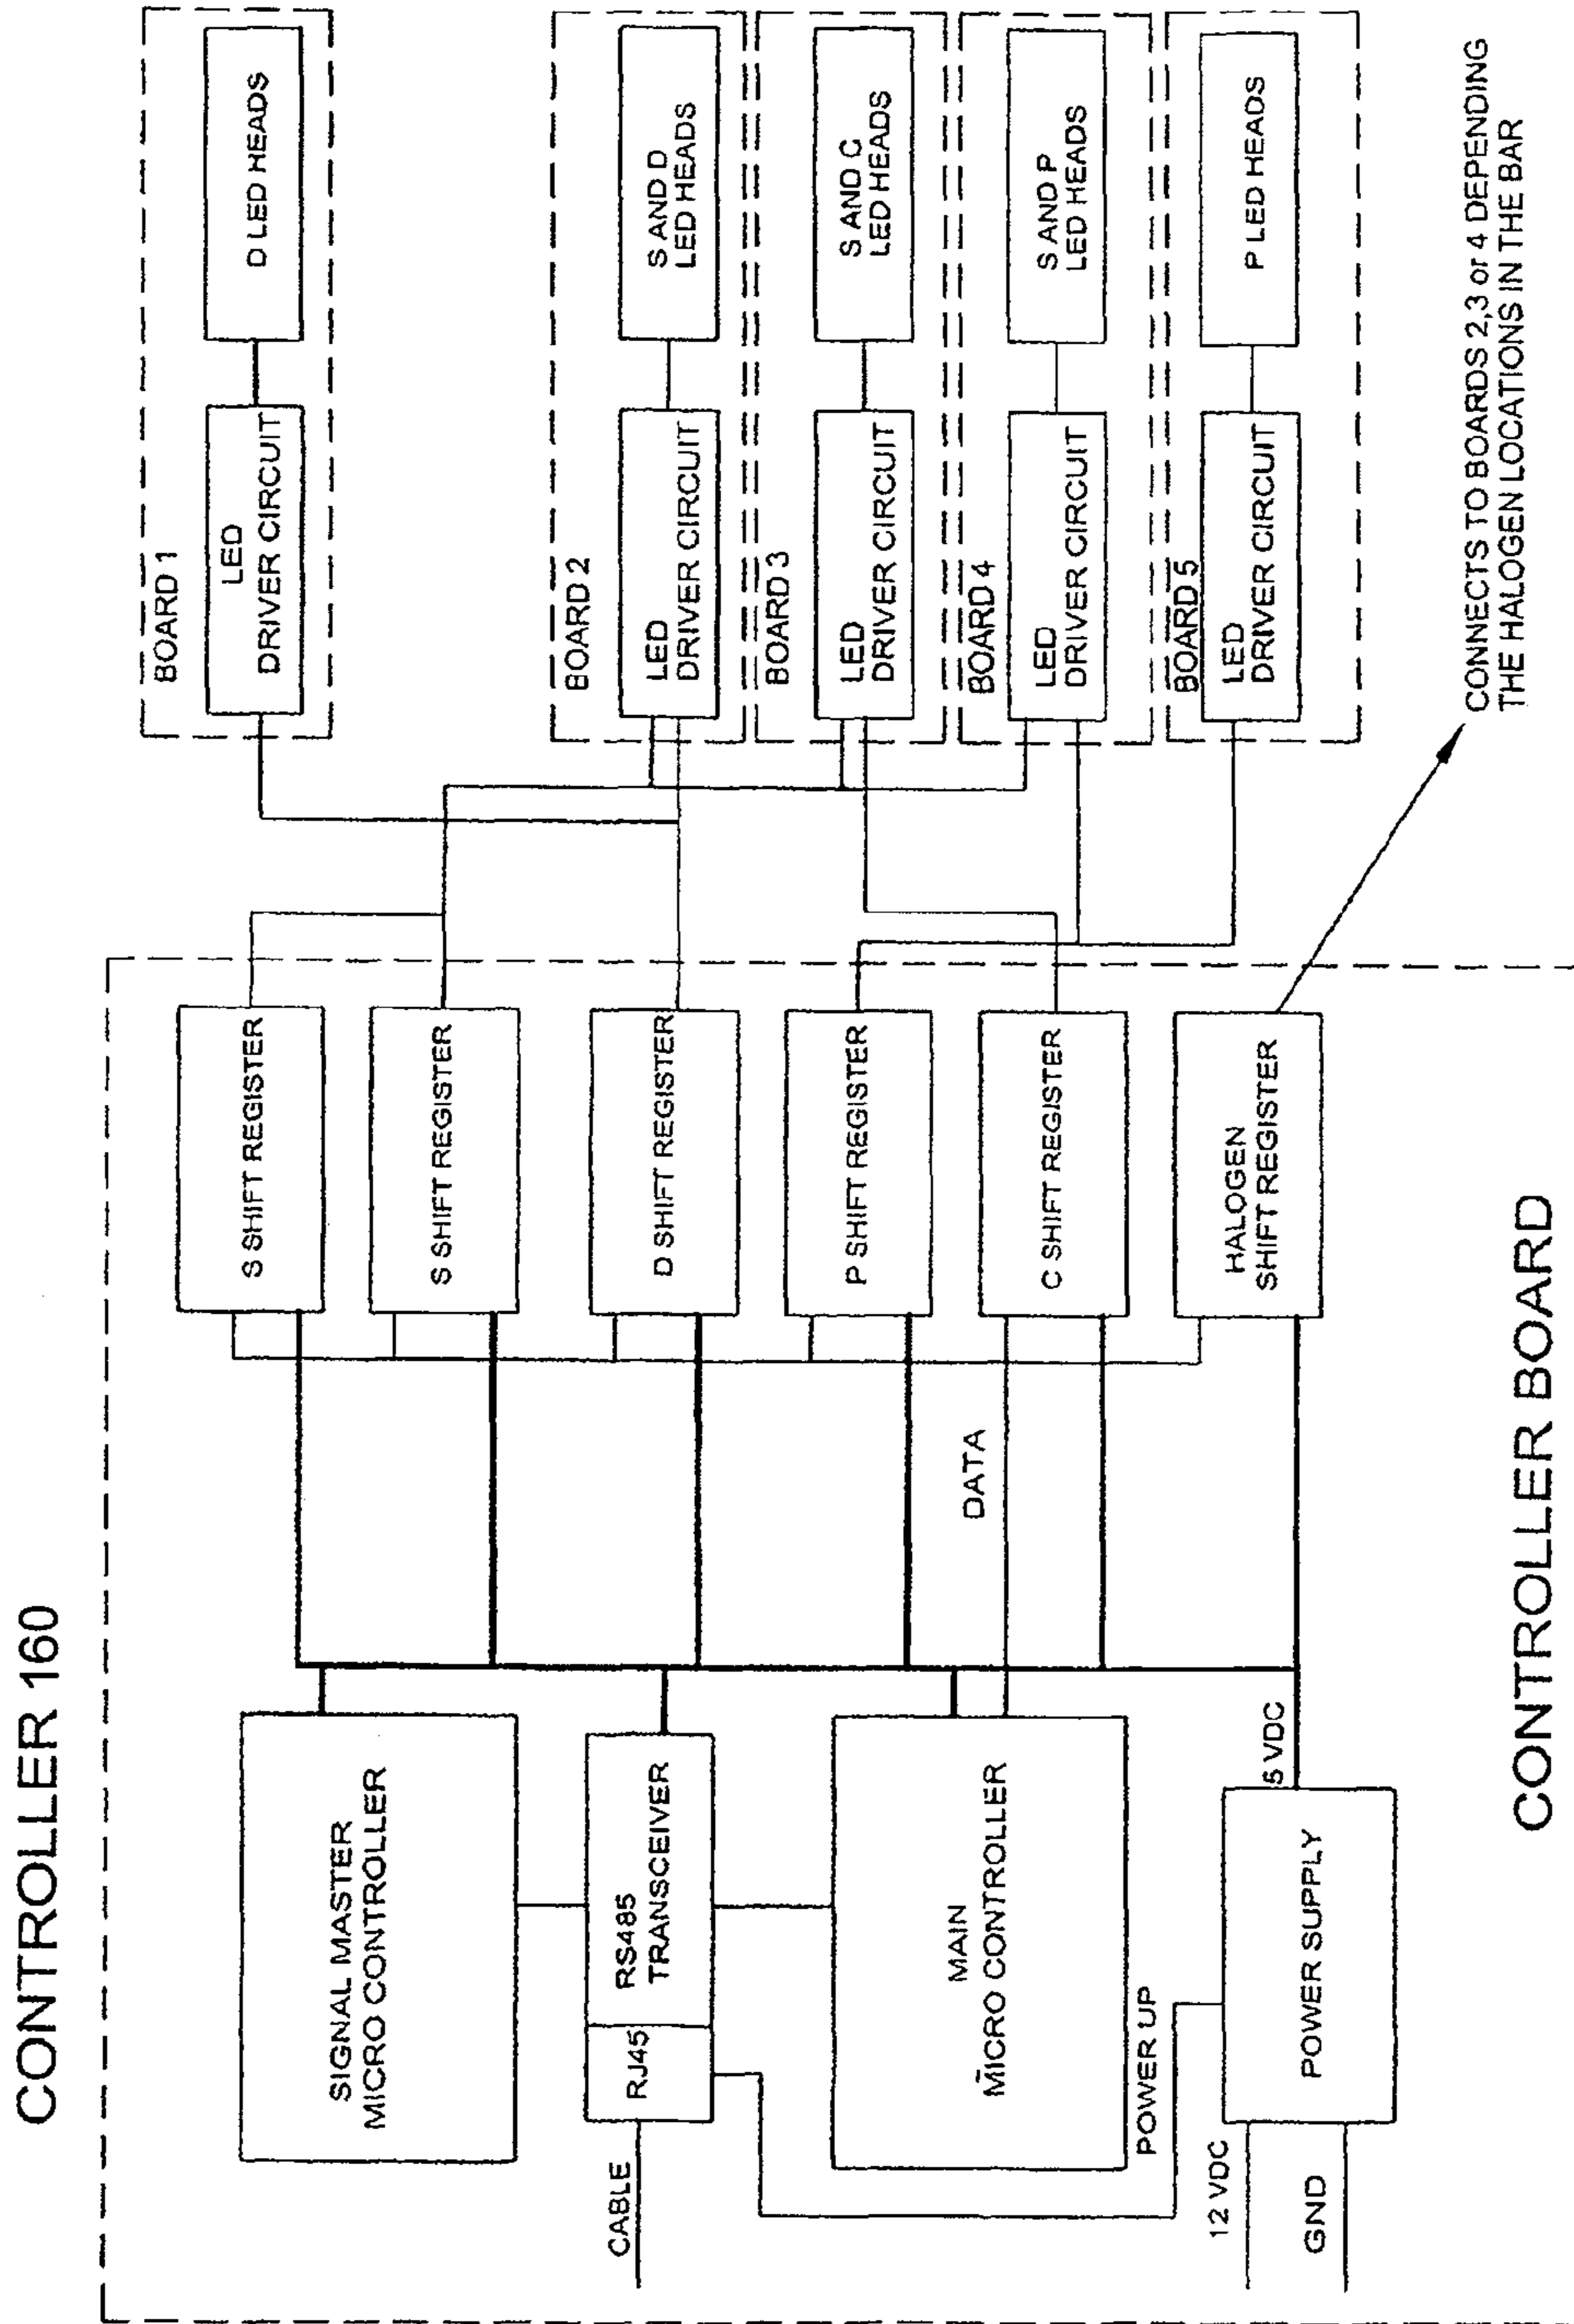 CONTROLLER 160
SIGNAL MASTER
MICRO CONTROLLER
CABLE
RJ45
RS485
TRANSCEIVER
MAIN
MICRO CONTROLLER
POWER UP
12 VDC
GND
POWER SUPPLY
5 VDC
DATA
S SHIFT REGISTER
S SHIFT REGISTER
D SHIFT REGISTER
P SHIFT REGISTER
C SHIFT REGISTER
HALOGEN
SHIFT REGISTER
BOARD 1
LED
DRIVER CIRCUIT
D LED HEADS
BOARD 2
LED
DRIVER CIRCUIT
S AND D
LED HEADS
BOARD 3
LED
DRIVER CIRCUIT
S AND C
LED HEADS
BOARD 4
LED
DRIVER CIRCUIT
S AND P
LED HEADS
BOARD 5
LED
DRIVER CIRCUIT
P LED HEADS
CONNECTS TO BOARDS 2,3 or 4 DEPENDING
THE HALOGEN LOCATIONS IN THE BAR
CONTROLLER BOARD